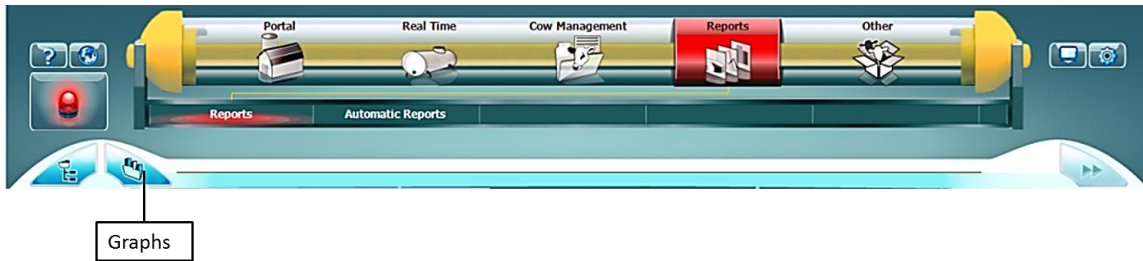 Portal Real Time Cow Management Reports Other
?
Reports Automatic Reports
Graphs